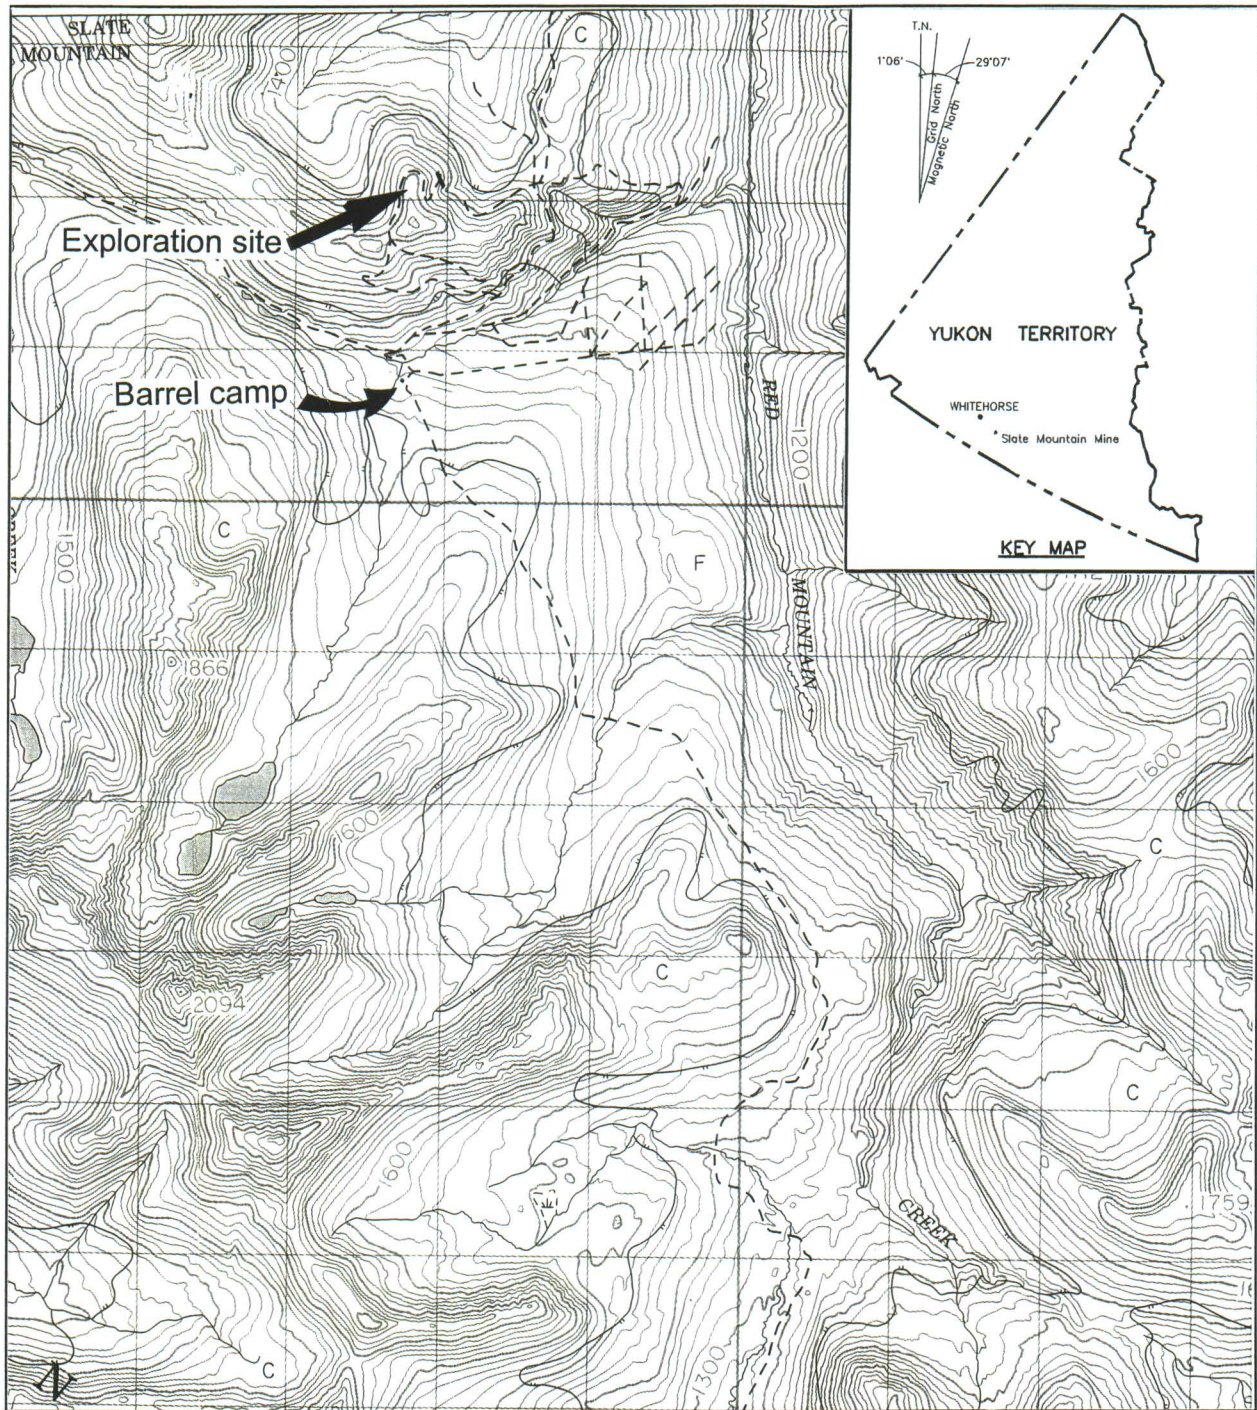 SLATE
MOUNTAIN
1400
C
Exploration site
Barrel camp
T.N.
1°06'
29°07'
Grid North
Magnetic North
YUKON TERRITORY
WHITEHORSE
Slate Mountain Mine
KEY MAP
RED
1200
C
1500
F
MOUNTAIN
1866
1600
1600
C
C
2094
C
1600
1759
CREEK
C
1300
N